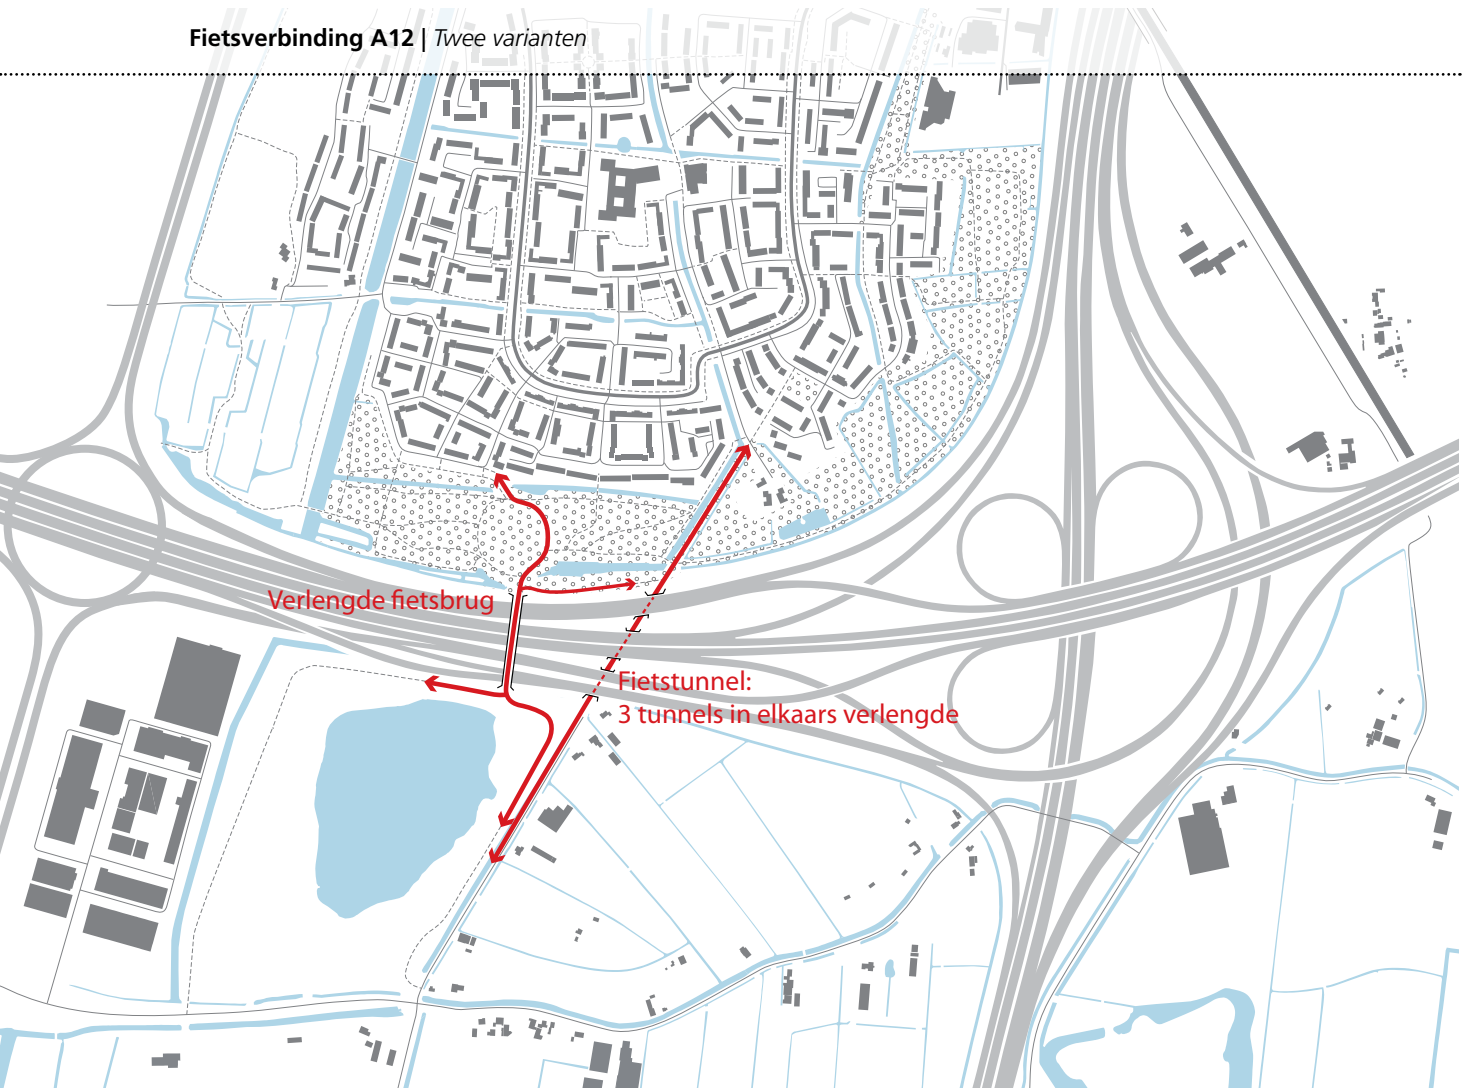 Fietsverbinding A12 | Twee varianten
Verlengde fietsbrug
Fietstunnel:
3 tunnels in elkaars verlengde